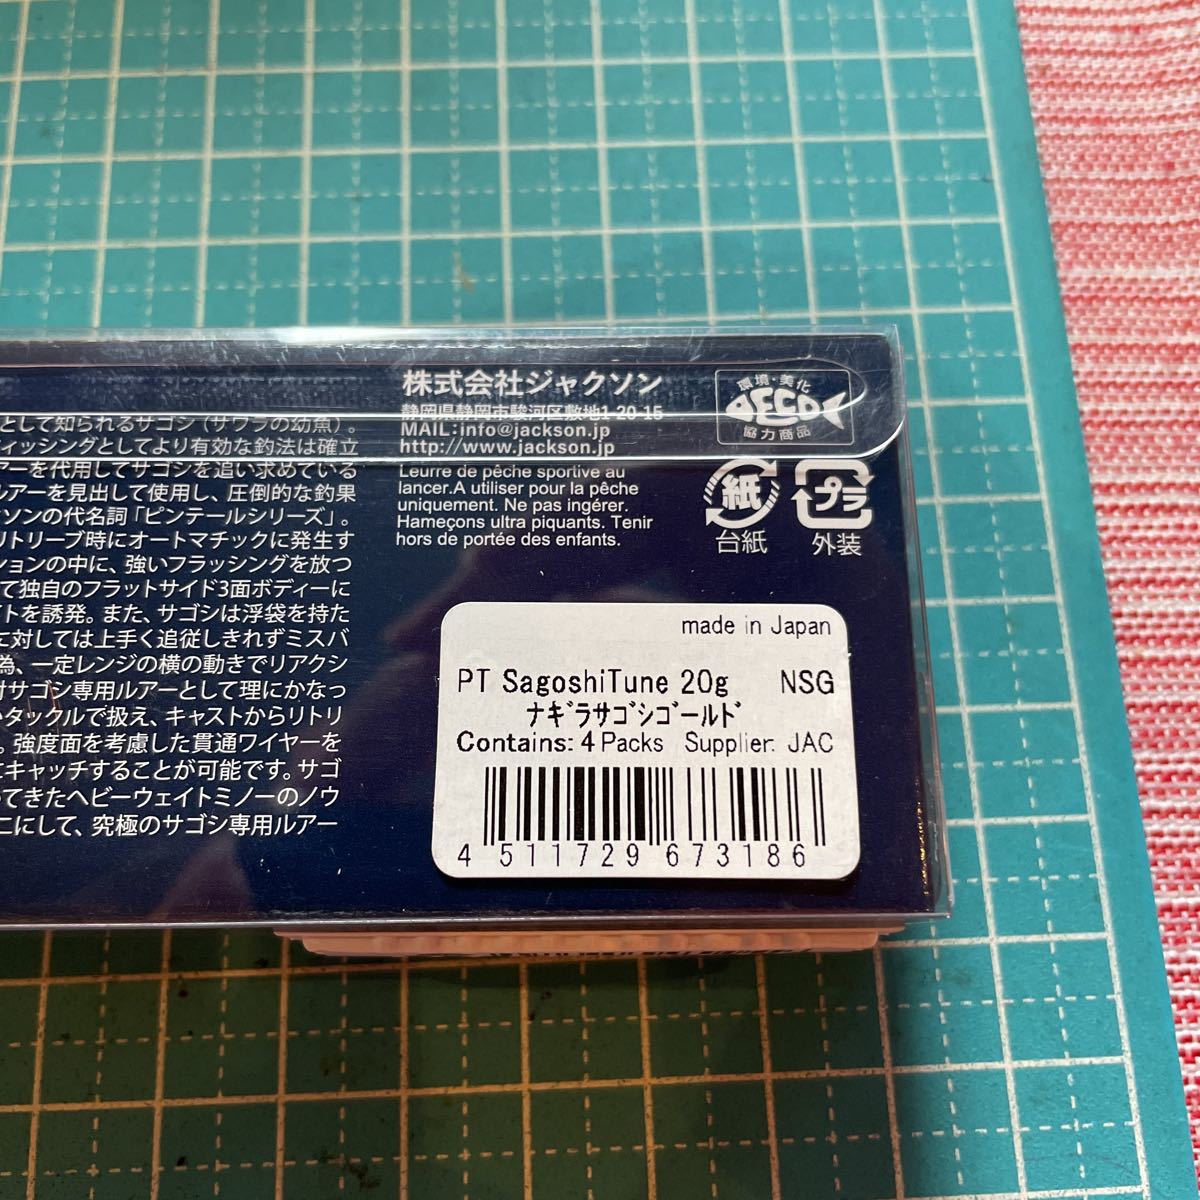 として知られるサゴシ(サワラの幼魚)。
ィッシングとしてより有効な釣法は確立
アーを代用してサゴシを追い求めている
ルアーを見出して使用し、圧倒的な釣果
ソンの代名詞「ピンテールシリーズ」。
リトリーブ時にオートマチックに発生す
ションの中に、強いフラッシングを放つ
て独自のフラットサイド3面ボディーに
イトを誘発。また、サゴシは浮袋を持た
に対しては上手く追従しきれずミスバ
為、一定レンジの横の動きでリアクシ
けサゴシ専用ルアーとして理にかなっ
タックルで扱え、キャストからリトリ
。強度面を考慮した貫通ワイヤーを
にキャッチすることが可能です。サゴ
ってきたヘビーウェイトミノーのノウ
こにして、究極のサゴシ専用ルアー
株式会社ジャクソン
静岡県静岡市駿河区敷地1-20-15
MAIL:info@jackson.jp
http://www.jackson.jp
Leurre de pêche sportive au
lancer.A utiliser pour la pêche
uniquement. Ne pas ingérer.
Hameçons ultra piquants. Tenir
hors de portée des enfants.
環境・美化
ECO
協力商品
紙
台紙
プラ
外装
made in Japan
PT SagoshiTune 20g NSG
ﾅｷﾞﾗｻｺﾞｼｺﾞｰﾙﾄﾞ
Contains: 4 Packs Supplier: JAC
4 511729 673186